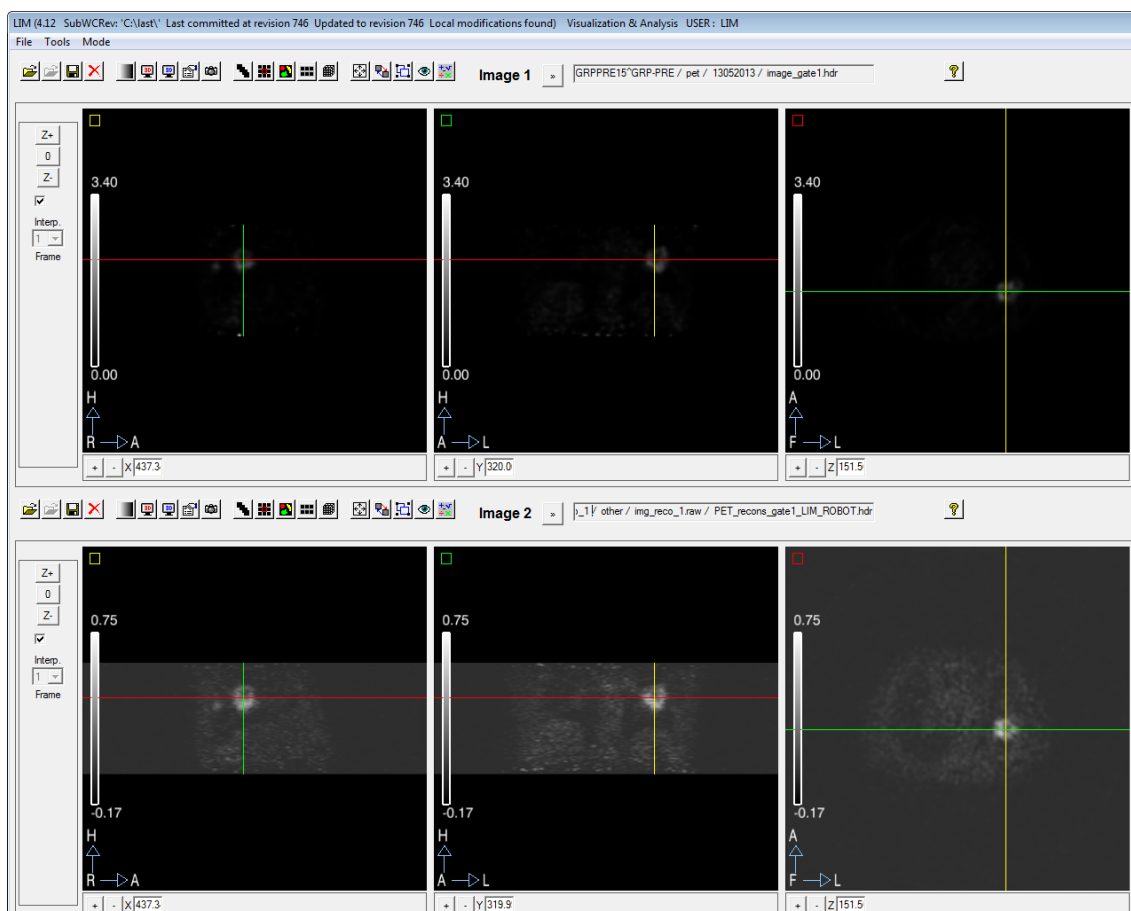 LIM (4.12 SubWCRev: 'C:\last\' Last committed at revision 746 Updated to revision 746 Local modifications found) Visualization & Analysis USER : LIM
File Tools Mode
Image 1 » GRPPRE15^GRP-PRE / pet / 13052013 / image_gate1.hdr ?
Z+
0
Z-
Interp.
1
Frame
3.40 3.40 3.40
0.00 0.00 0.00
H H A
R A A L F L
+ - X 437.3 + - Y 320.0 + - Z 151.5
Image 2 » _1 / other / img_reco_1.raw / PET_recons_gate1_LIM_ROBOT.hdr ?
Z+
0
Z-
Interp.
1
Frame
0.75 0.75 0.75
-0.17 -0.17 -0.17
H H A
R A A L F L
+ - X 437.3 + - Y 319.9 + - Z 151.5